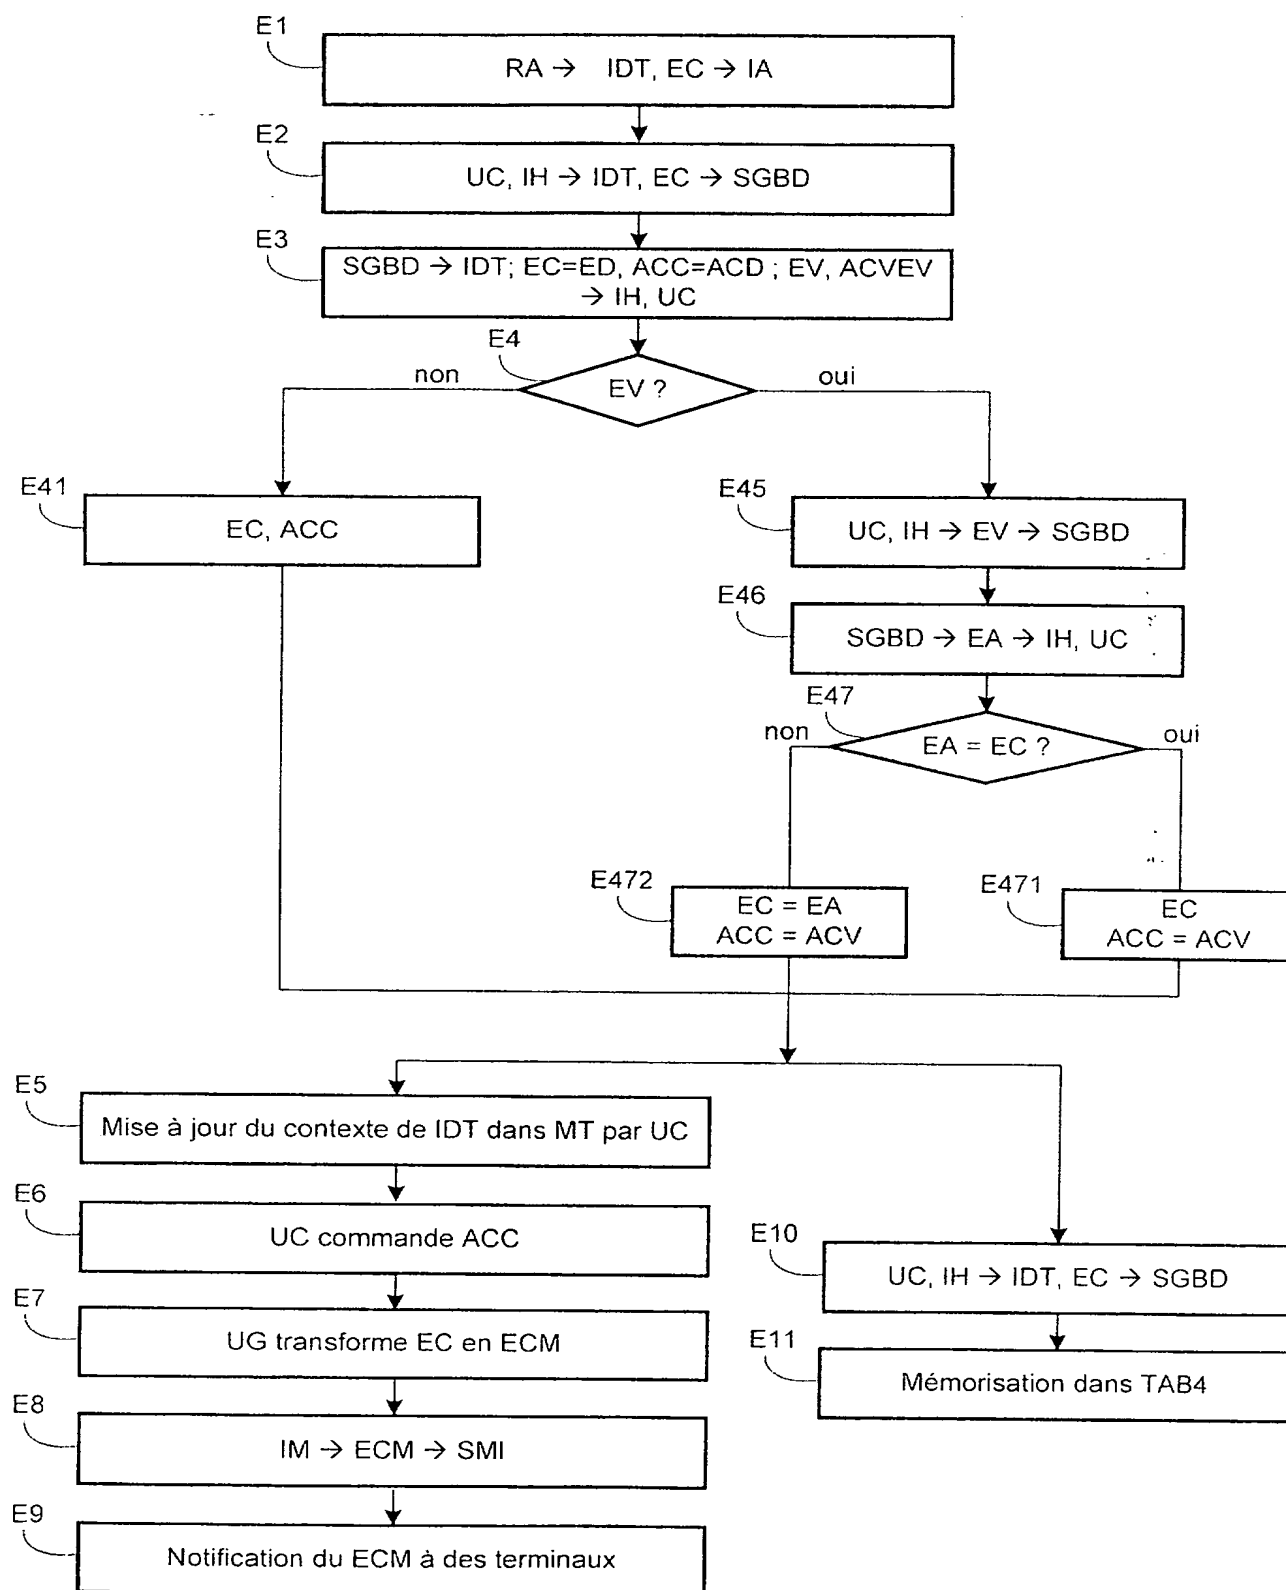 E1
RA → IDT, EC → IA
E2
UC, IH → IDT, EC → SGBD
E3
SGBD → IDT; EC=ED, ACC=ACD ; EV, ACVEV
→ IH, UC
E4
non
EV ?
oui
E41
EC, ACC
E45
UC, IH → EV → SGBD
E46
SGBD → EA → IH, UC
E47
non
EA = EC ?
oui
E472
EC = EA
ACC = ACV
E471
EC
ACC = ACV
E5
Mise à jour du contexte de IDT dans MT par UC
E6
UC commande ACC
E10
UC, IH → IDT, EC → SGBD
E7
UG transforme EC en ECM
E11
Mémorisation dans TAB4
E8
IM → ECM → SMI
E9
Notification du ECM à des terminaux